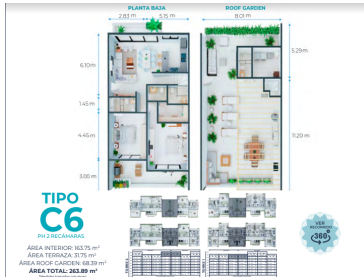 PLANTA BAJA
ROOF GARDEN
2.83 m
5.15 m
8.01 m
6.10 m
5.29 m
1.45 m
4.45 m
11.20 m
3.00 m
TIPO
C6
PH 2 RECÁMARAS
ÁREA INTERIOR: 163.75 m²
ÁREA TERRAZA: 31.75 m²
ÁREA ROOF GARDEN: 68.39 m²
ÁREA TOTAL: 263.89 m²
VER
RECORRIDO
360°